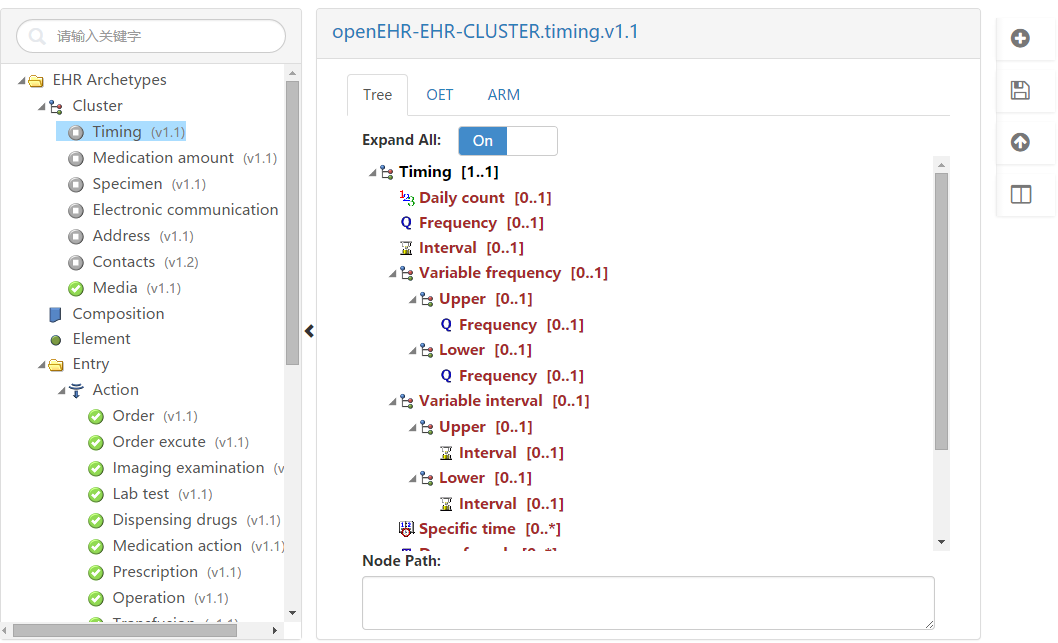 请输入关键字
EHR Archetypes
Cluster
Timing (v1.1)
Medication amount (v1.1)
Specimen (v1.1)
Electronic communication
Address (v1.1)
Contacts (v1.2)
Media (v1.1)
Composition
Element
Entry
Action
Order (v1.1)
Order excute (v1.1)
Imaging examination (v
Lab test (v1.1)
Dispensing drugs (v1.1)
Medication action (v1.1)
Prescription (v1.1)
Operation (v1.1)
Transfusion (v1.1)
openEHR-EHR-CLUSTER.timing.v1.1
Tree OET ARM
Expand All: On
Timing [1..1]
Daily count [0..1]
Q Frequency [0..1]
Interval [0..1]
Variable frequency [0..1]
Upper [0..1]
Q Frequency [0..1]
Lower [0..1]
Q Frequency [0..1]
Variable interval [0..1]
Upper [0..1]
Interval [0..1]
Lower [0..1]
Interval [0..1]
Specific time [0..*]
Node Path: